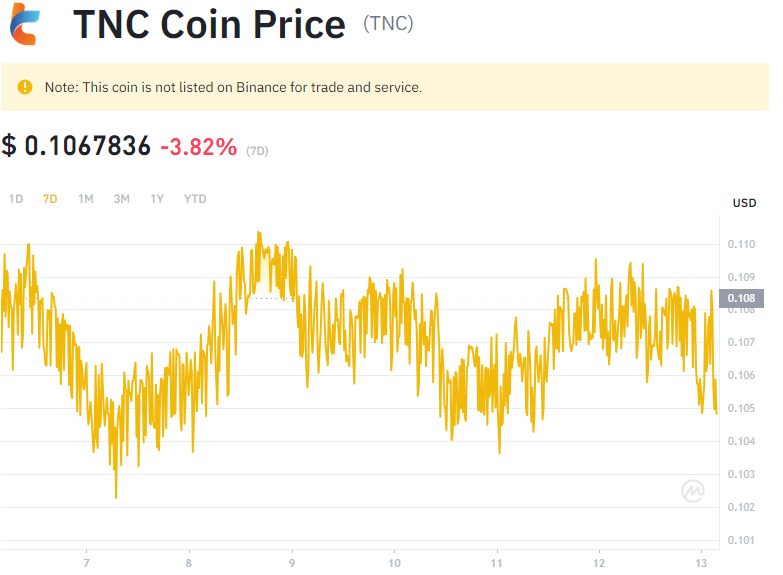 TNC Coin Price (TNC)
Note: This coin is not listed on Binance for trade and service.
$ 0.1067836 -3.82% (7D)
1D 7D 1M 3M 1Y YTD
USD
0.110
0.109
0.108
0.108
0.107
0.106
0.105
0.104
0.103
0.102
0.101
7 8 9 10 11 12 13